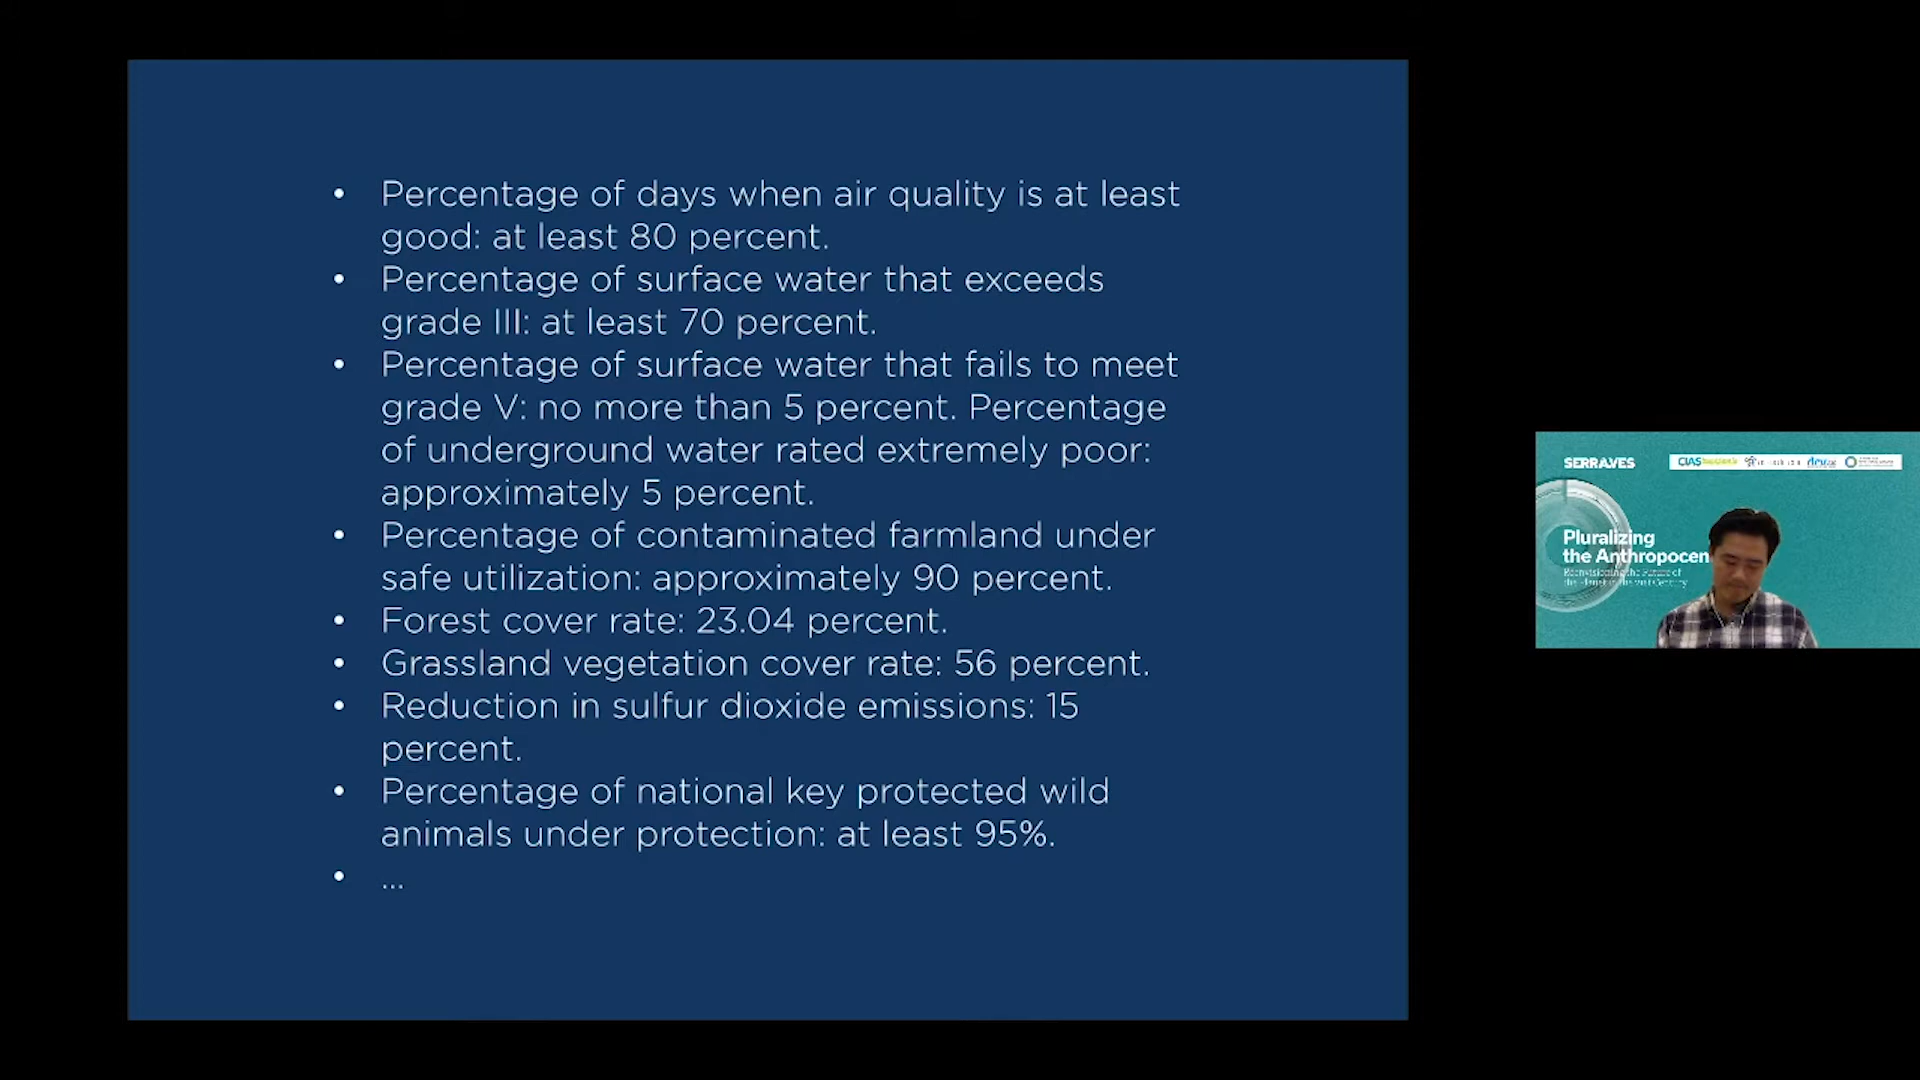 • Percentage of days when air quality is at least
good: at least 80 percent.
• Percentage of surface water that exceeds
grade III: at least 70 percent.
• Percentage of surface water that fails to meet
grade V: no more than 5 percent. Percentage
of underground water rated extremely poor:
approximately 5 percent.
• Percentage of contaminated farmland under
safe utilization: approximately 90 percent.
• Forest cover rate: 23.04 percent.
• Grassland vegetation cover rate: 56 percent.
• Reduction in sulfur dioxide emissions: 15
percent.
• Percentage of national key protected wild
animals under protection: at least 95%.
• ...
SERRALVES
Pluralizing
the Anthropocen